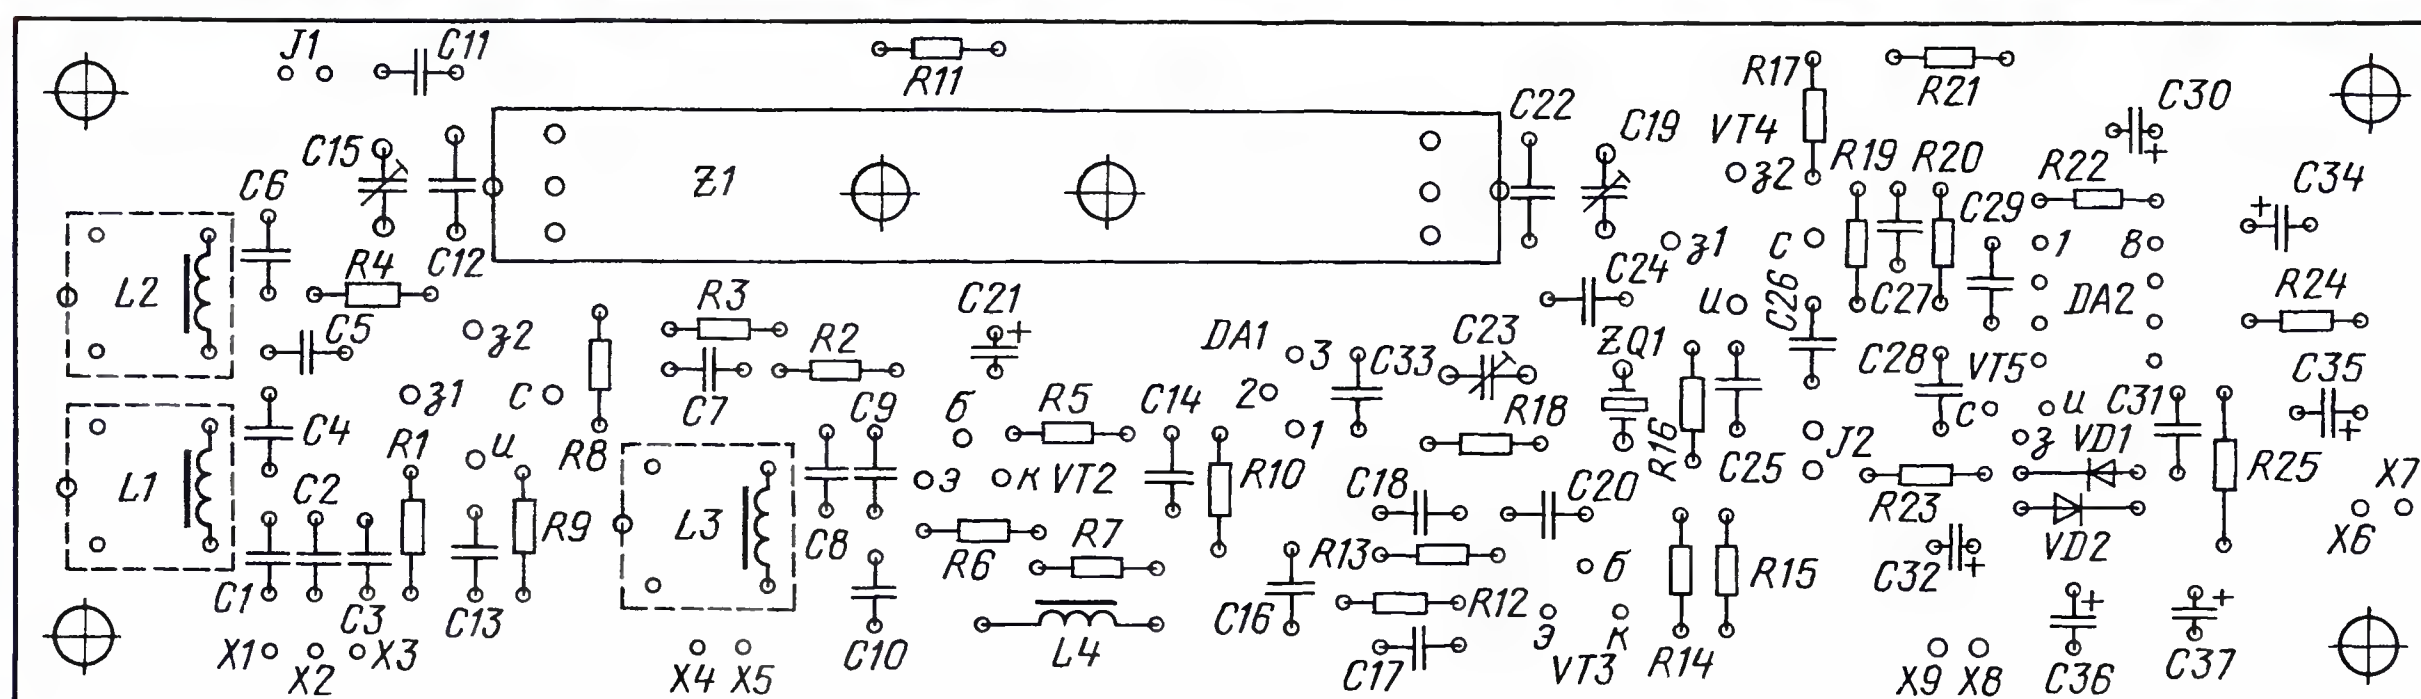 J1 C11 R11 R17 R21 C30
C15 Z1 C22 C19 VT4 R19 R20 R22 C34
C6 з2 C29
L2 R4 C12 з1 с 1 8
C24 C26 C27 DA2 R24
C5 з2 R3 C21 и
R2 DA1 3 C33 C23 ZQ1 C28 VT5 C35
з1 с C7 C9 б R5 C14 2 R18 с и C31
C4 R1 R8 1 R16 J2 з VD1
L1 C2 и э к VT2 R10 C18 C20 C25 R25 X7
R9 L3 C8 R23 X6
R6 R7 R13 б R15 VD2
C1 C3 C13 C16 R12 C32
X1 X2 X3 X4 X5 C10 L4 C17 э к
VT3 R14 X9 X8 C36 C37